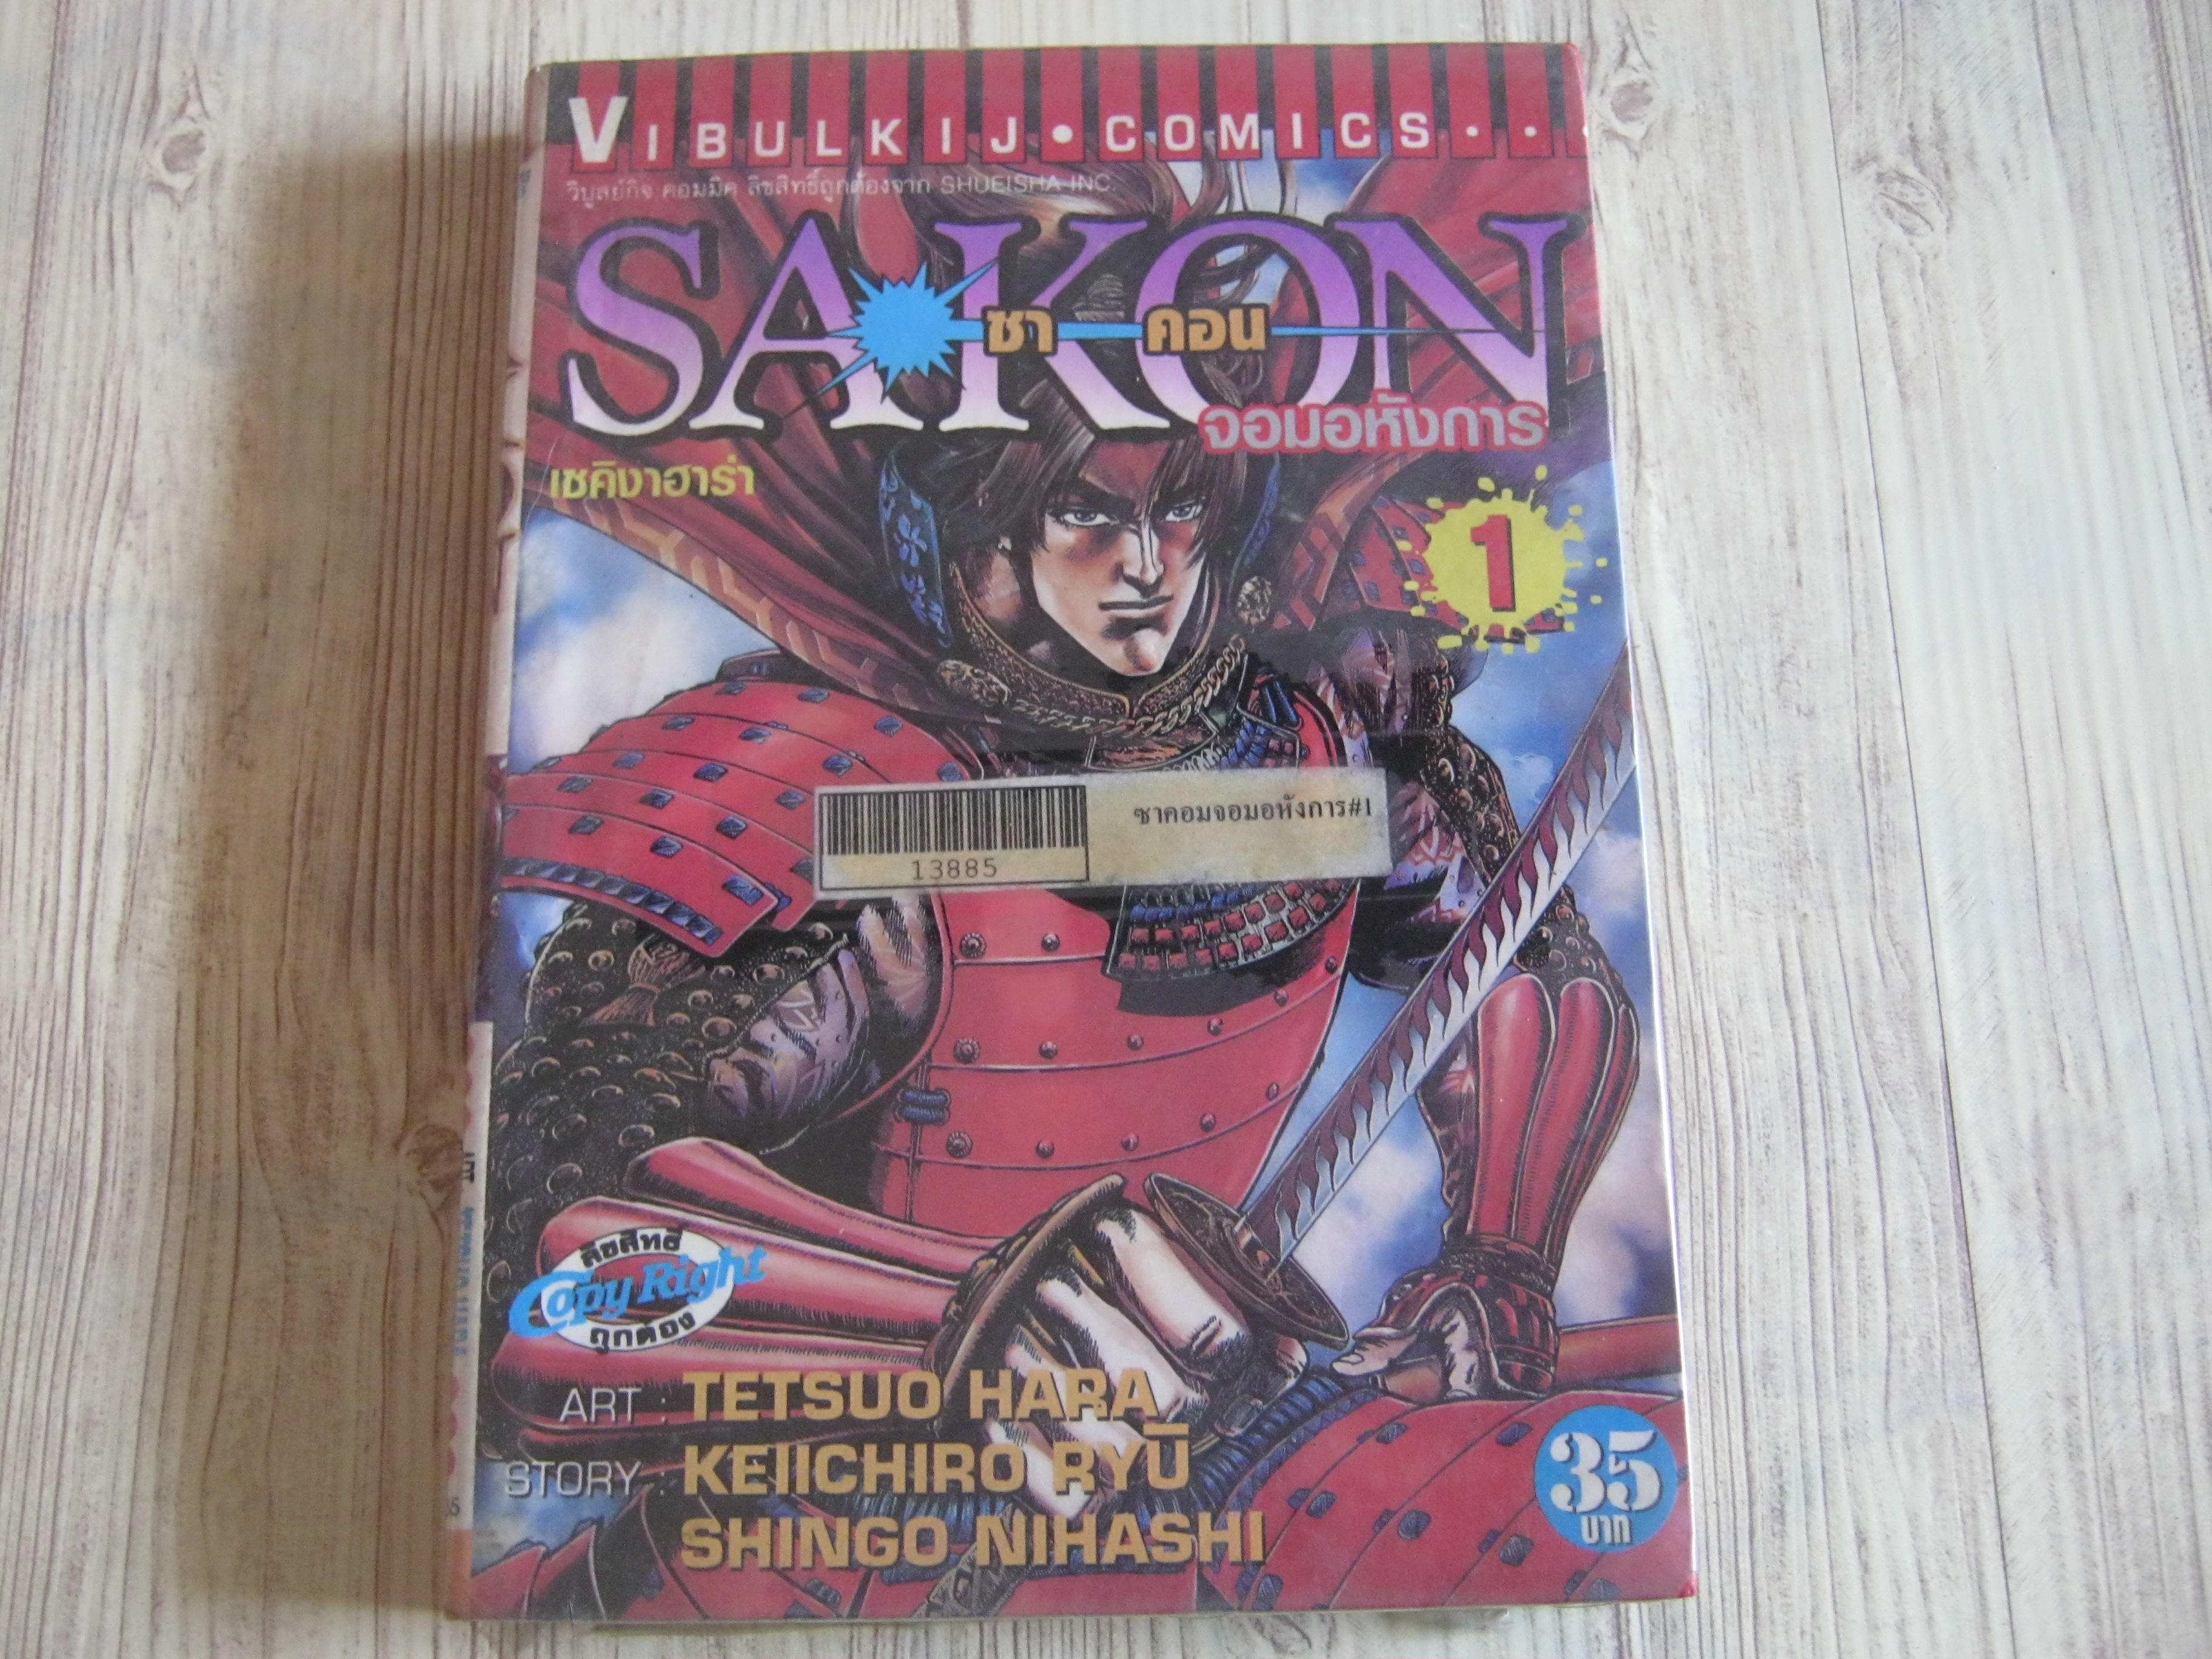 VIBULKIJ•COMICS...
วิบูลย์กิจ คอมมิค ลิขสิทธิ์ถูกต้องจาก SHUEISHA INC.
SAKON
ซาคอน
จอมอหังการ
เซคิงาฮาร่า
1
ซาคอมจอมอหังการ#1
13885
ลิขสิทธิ์
Copy Right
ถูกต้อง
ART : TETSUO HARA
STORY : KEIICHIRO RYŪ
SHINGO NIHASHI
35
บาท